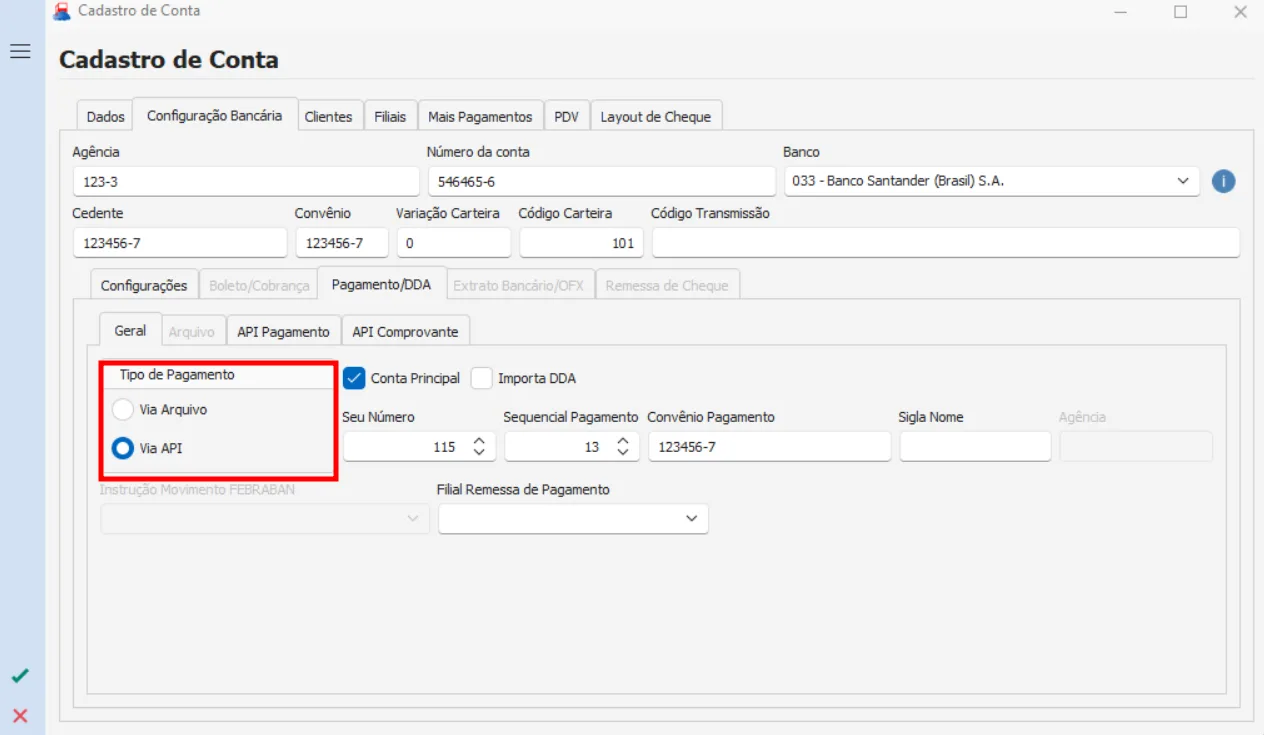 Cadastro de Conta
Cadastro de Conta
Dados Configuração Bancária Clientes Filiais Mais Pagamentos PDV Layout de Cheque
Agência Número da conta Banco
123-3 546465-6 033 - Banco Santander (Brasil) S.A.
Cedente Convênio Variação Carteira Código Carteira Código Transmissão
123456-7 123456-7 0 101
Configurações Boleto/Cobrança Pagamento/DDA Extrato Bancário/OFX Remessa de Cheque
Geral Arquivo API Pagamento API Comprovante
Tipo de Pagamento Conta Principal Importa DDA
Via Arquivo Seu Número Sequencial Pagamento Convênio Pagamento Sigla Nome Agência
Via API 115 13 123456-7
Instrução Movimento FEBRABAN Filial Remessa de Pagamento